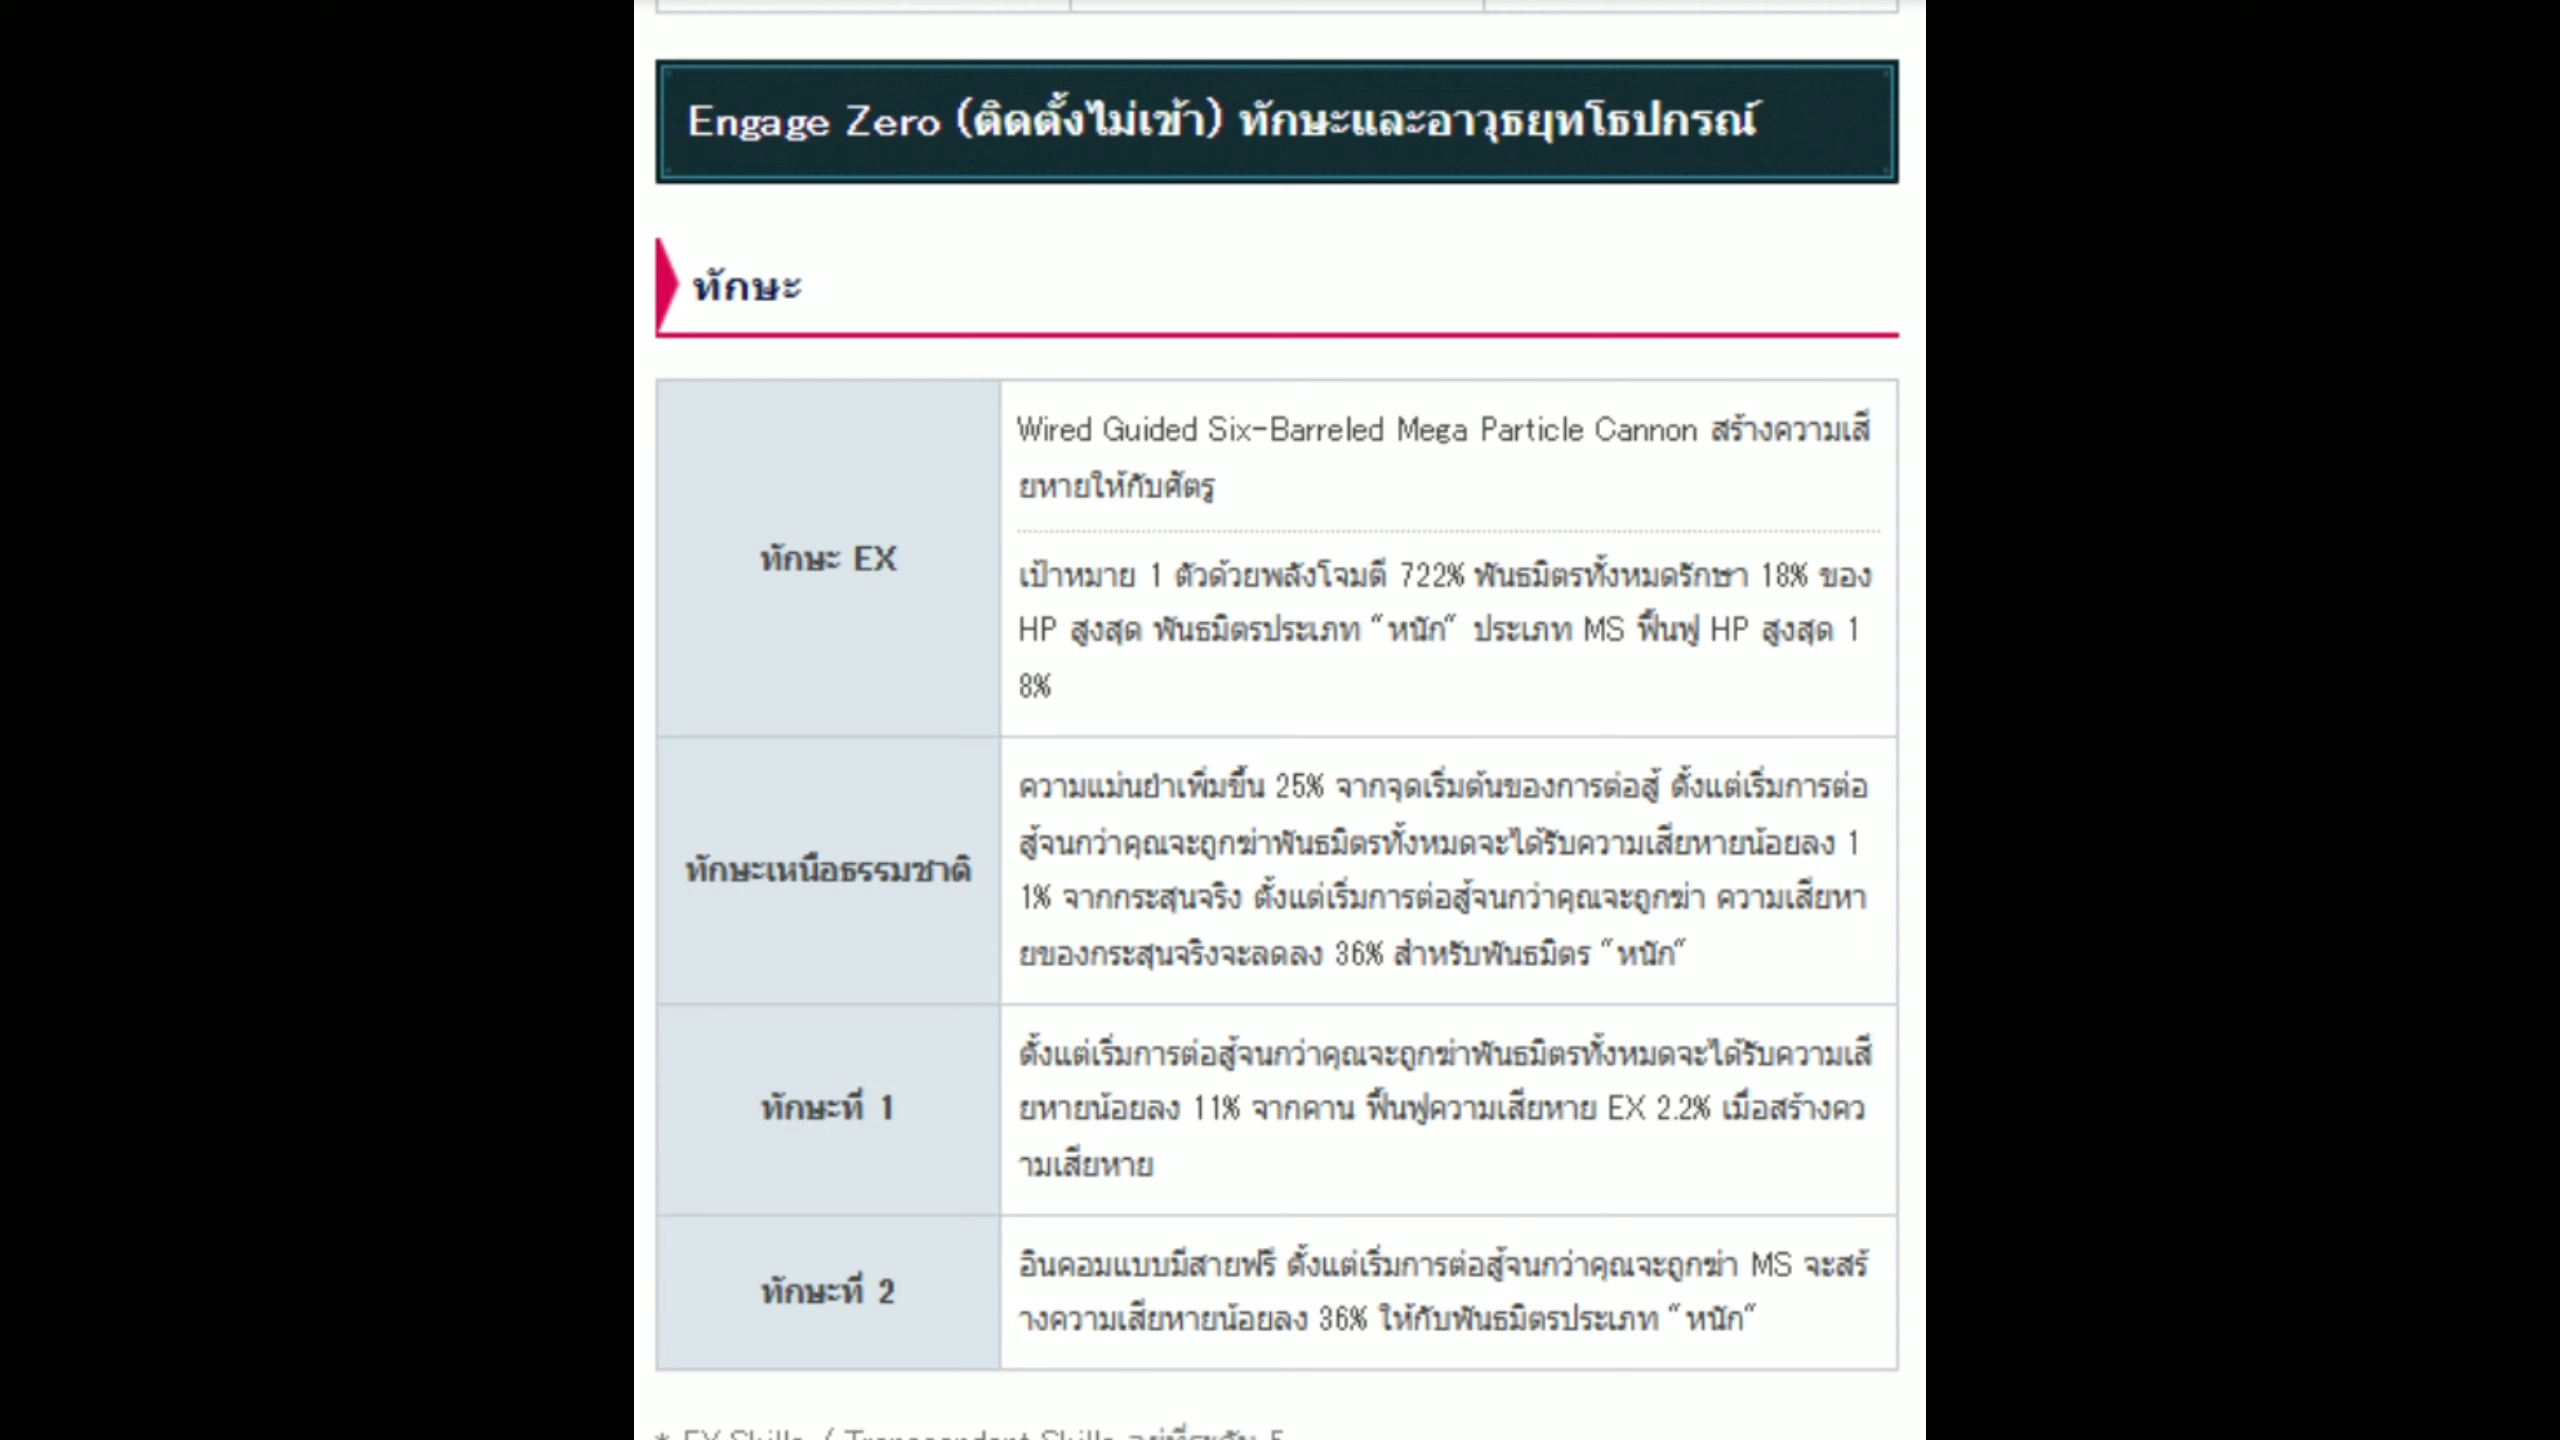 Engage Zero (ติดตั้งไม่เข้า) ทักษะและอาวุธยุทโธปกรณ์
ทักษะ
ทักษะ EX
Wired Guided Six-Barreled Mega Particle Cannon สร้างความเสี
ยหายให้กับศัตรู
เป้าหมาย 1 ตัวด้วยพลังโจมตี 722% พันธมิตรทั้งหมดรักษา 18% ของ
HP สูงสุด พันธมิตรประเภท "หนัก" ประเภท MS ฟื้นฟู HP สูงสุด 1
8%
ทักษะเหนือธรรมชาติ
ความแม่นยำเพิ่มขึ้น 25% จากจุดเริ่มต้นของการต่อสู้ ตั้งแต่เริ่มการต่อ
สู้จนกว่าคุณจะถูกฆ่าพันธมิตรทั้งหมดจะได้รับความเสียหายน้อยลง 1
1% จากกระสุนจริง ตั้งแต่เริ่มการต่อสู้จนกว่าคุณจะถูกฆ่า ความเสียหา
ยของกระสุนจริงจะลดลง 36% สำหรับพันธมิตร "หนัก"
ทักษะที่ 1
ตั้งแต่เริ่มการต่อสู้จนกว่าคุณจะถูกฆ่าพันธมิตรทั้งหมดจะได้รับความเสี
ยหายน้อยลง 11% จากคาน ฟื้นฟูความเสียหาย EX 2.2% เมื่อสร้างคว
ามเสียหาย
ทักษะที่ 2
อินคอมแบบมีสายฟรี ตั้งแต่เริ่มการต่อสู้จนกว่าคุณจะถูกฆ่า MS จะสร้
างความเสียหายน้อยลง 36% ให้กับพันธมิตรประเภท "หนัก"
* EX Skills / Transcendent Skills อยู่ที่ระดับ 5